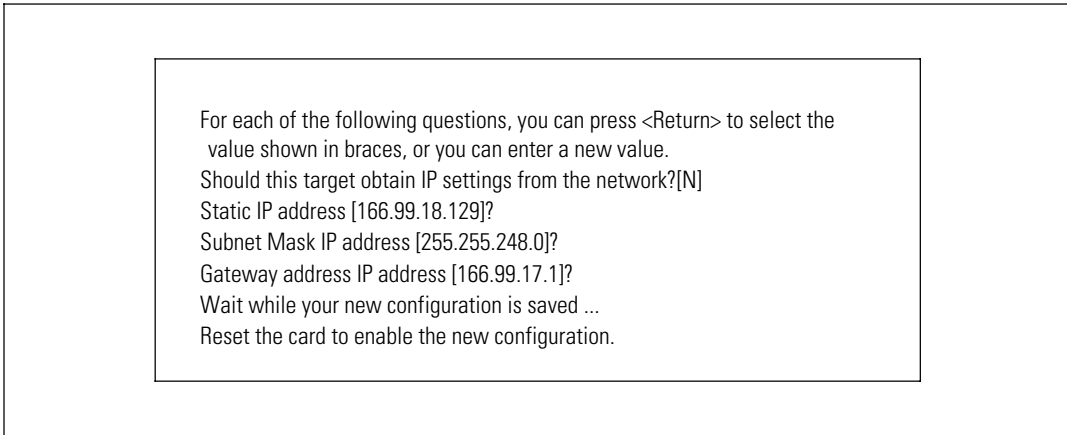 For each of the following questions, you can press <Return> to select the
value shown in braces, or you can enter a new value.
Should this target obtain IP settings from the network?[N]
Static IP address [166.99.18.129]?
Subnet Mask IP address [255.255.248.0]?
Gateway address IP address [166.99.17.1]?
Wait while your new configuration is saved ...
Reset the card to enable the new configuration.